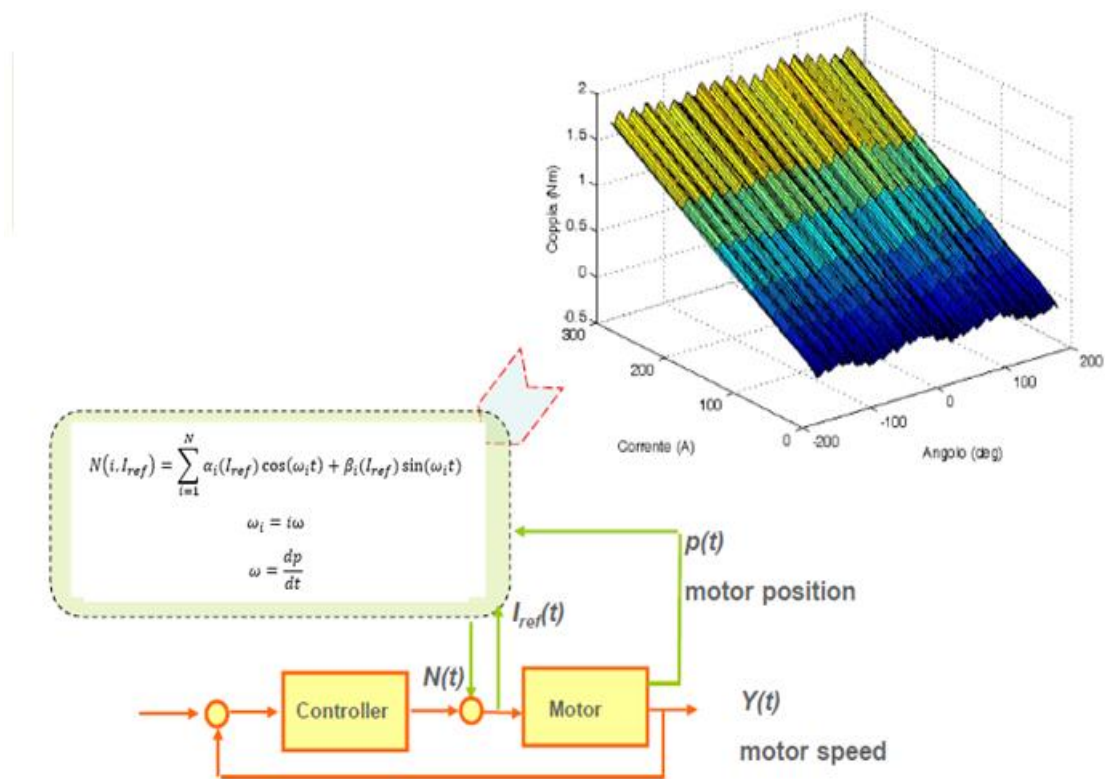 2
1.5
1
0.5
0
-0.5
Coppia (Nm)
300
200
100
0
Corrente (A)
-200
-100
0
100
200
Angolo (deg)
N(i, I_ref) = ∑_{i=1}^{N} α_i(I_ref) cos(ω_i t) + β_i(I_ref) sin(ω_i t)
ω_i = iω
ω = dp/dt
p(t)
motor position
I_ref(t)
N(t)
Controller
Motor
Y(t)
motor speed